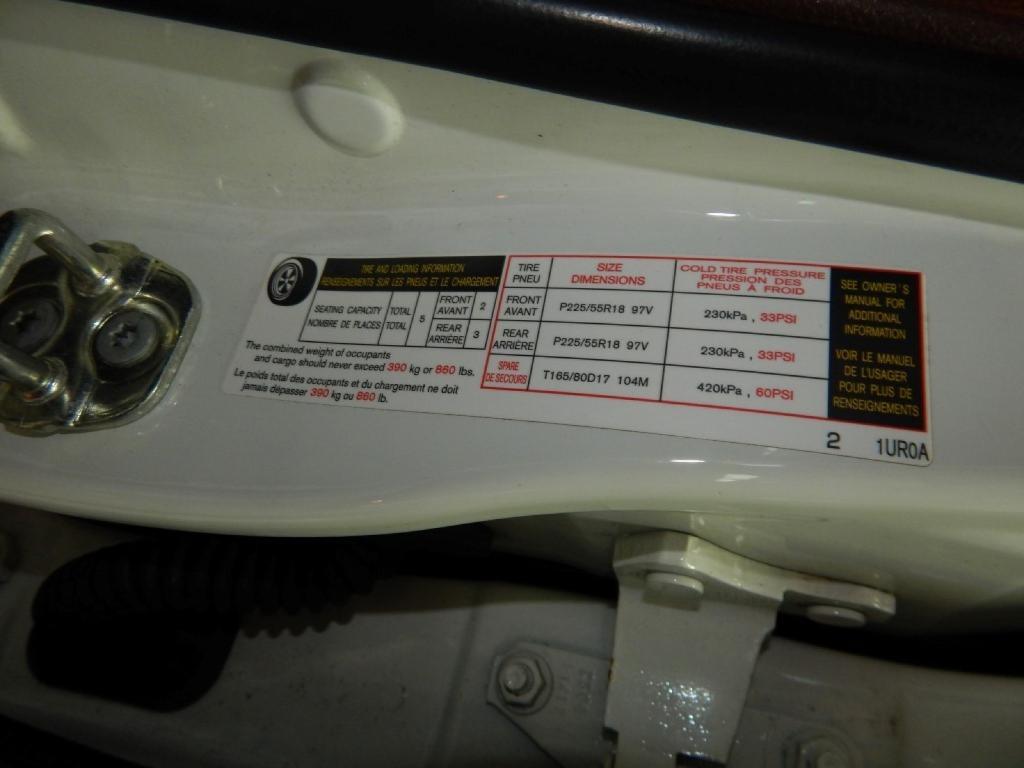 TIRE AND LOADING INFORMATION
RENSEIGNEMENTS SUR LES PNEUS ET LE CHARGEMENT
SEATING CAPACITY
NOMBRE DE PLACES
TOTAL
TOTAL
5
FRONT
AVANT
2
REAR
ARRIÈRE
3
The combined weight of occupants
and cargo should never exceed 390 kg or 860 lbs.
Le poids total des occupants et du chargement ne doit
jamais dépasser 390 kg ou 860 lb.
TIRE
PNEU
SIZE
DIMENSIONS
COLD TIRE PRESSURE
PRESSION DES
PNEUS À FROID
FRONT
AVANT
P225/55R18 97V
230kPa , 33PSI
REAR
ARRIÈRE
P225/55R18 97V
230kPa , 33PSI
SPARE
DE SECOURS
T165/80D17 104M
420kPa , 60PSI
SEE OWNER'S
MANUAL FOR
ADDITIONAL
INFORMATION
VOIR LE MANUEL
DE L'USAGER
POUR PLUS DE
RENSEIGNEMENTS
2 1UR0A